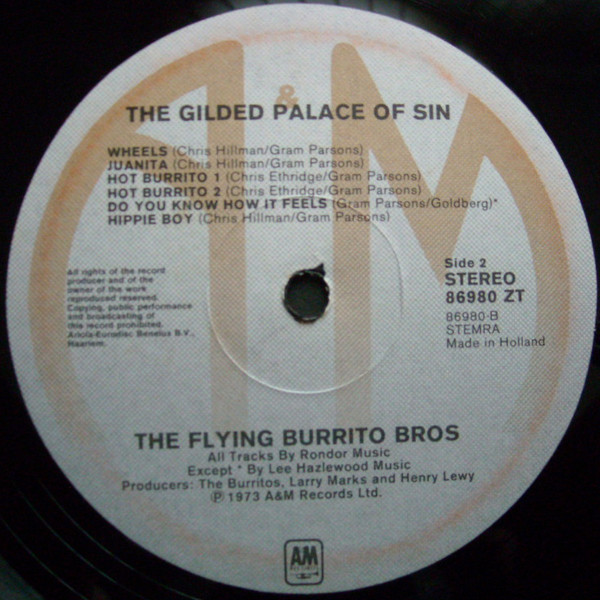 &
THE GILDED PALACE OF SIN
WHEELS (Chris Hillman/Gram Parsons)
JUANITA (Chris Hillman/Gram Parsons)
HOT BURRITO 1 (Chris Ethridge/Gram Parsons)
HOT BURRITO 2 (Chris Ethridge/Gram Parsons)
DO YOU KNOW HOW IT FEELS (Gram Parsons/Goldberg)*
HIPPIE BOY (Chris Hillman/Gram Parsons)
All rights of the record
producer and of the
owner of the work
reproduced reserved.
Copying, public performance
and broadcasting of
this record prohibited.
Ariola-Eurodisc Benelux B.V.,
Haarlem.
Side 2
STEREO
86980 ZT
86980-B
STEMRA
Made in Holland
THE FLYING BURRITO BROS
All Tracks By Rondor Music
Except * By Lee Hazlewood Music
Producers: The Burritos, Larry Marks and Henry Lewy
℗ 1973 A&M Records Ltd.
AM
RECORDS